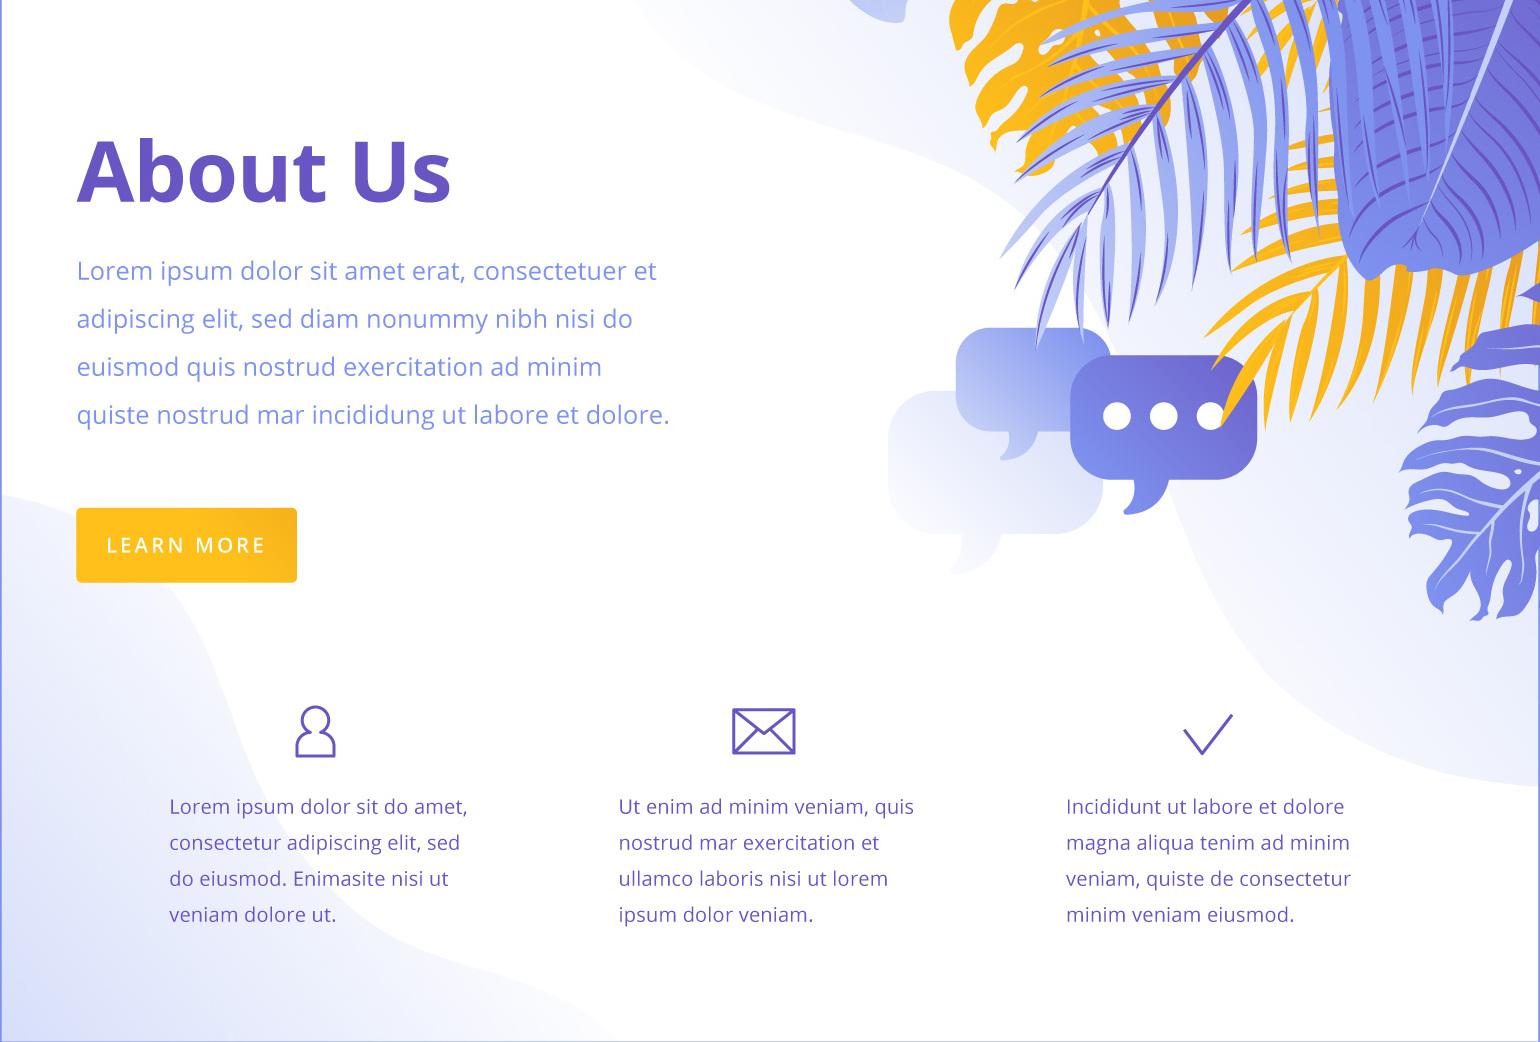 About Us
Lorem ipsum dolor sit amet erat, consectetuer et
adipiscing elit, sed diam nonummy nibh nisi do
euismod quis nostrud exercitation ad minim
quiste nostrud mar incididung ut labore et dolore.
LEARN MORE
Lorem ipsum dolor sit do amet,
consectetur adipiscing elit, sed
do eiusmod. Enimasite nisi ut
veniam dolore ut.
Ut enim ad minim veniam, quis
nostrud mar exercitation et
ullamco laboris nisi ut lorem
ipsum dolor veniam.
Incididunt ut labore et dolore
magna aliqua tenim ad minim
veniam, quiste de consectetur
minim veniam eiusmod.